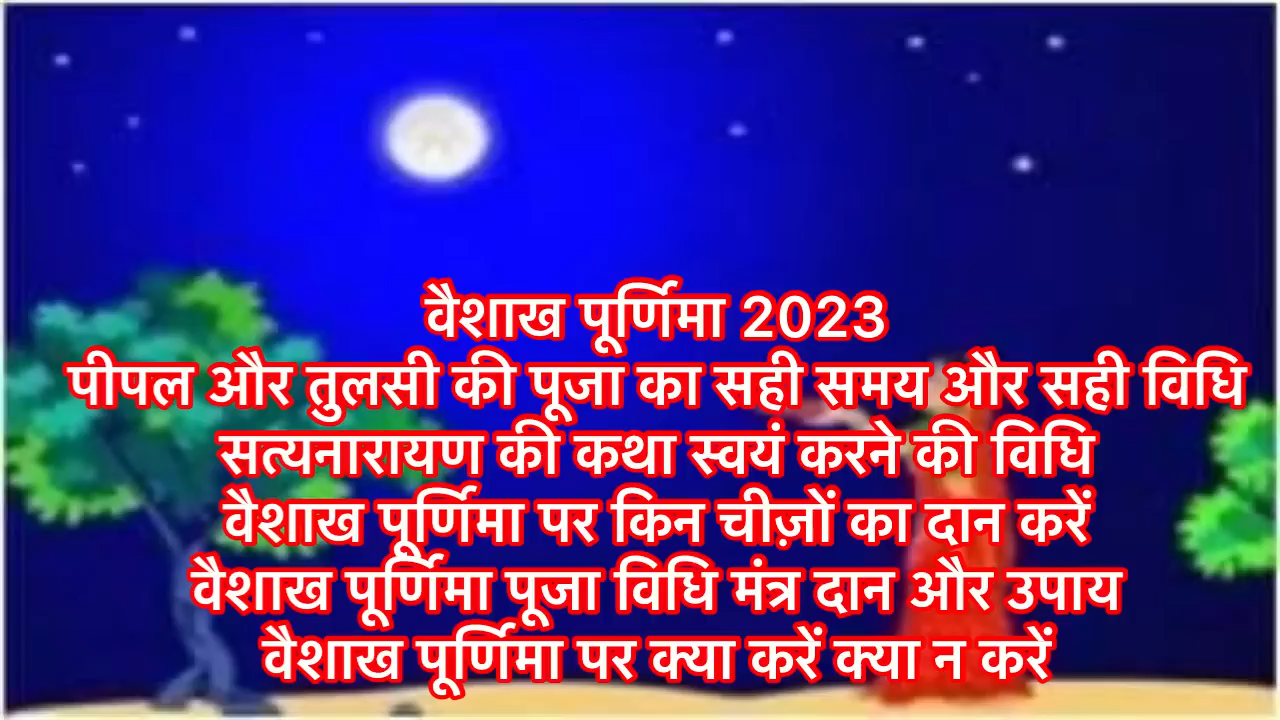 वैशाख पूर्णिमा 2023
पीपल और तुलसी की पूजा का सही समय और सही विधि
सत्यनारायण की कथा स्वयं करने की विधि
वैशाख पूर्णिमा पर किन चीज़ों का दान करें
वैशाख पूर्णिमा पूजा विधि मंत्र दान और उपाय
वैशाख पूर्णिमा पर क्या करें क्या न करें